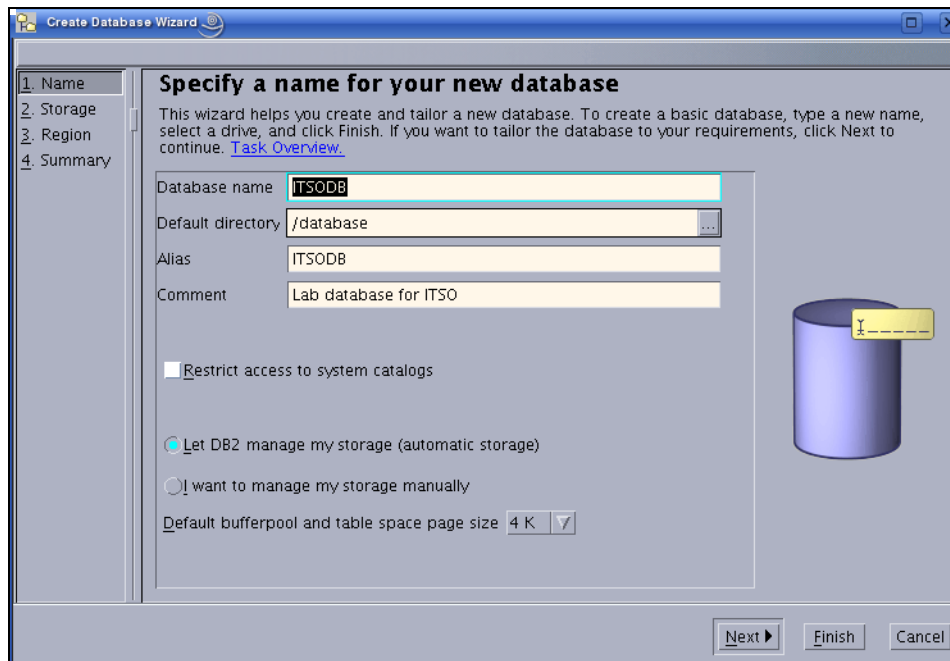 Create Database Wizard
1. Name
2. Storage
3. Region
4. Summary
Specify a name for your new database
This wizard helps you create and tailor a new database. To create a basic database, type a new name,
select a drive, and click Finish. If you want to tailor the database to your requirements, click Next to
continue. Task Overview.
Database name ITSODB
Default directory /database ...
Alias ITSODB
Comment Lab database for ITSO
Restrict access to system catalogs
Let DB2 manage my storage (automatic storage)
I want to manage my storage manually
Default bufferpool and table space page size 4 K
Next Finish Cancel